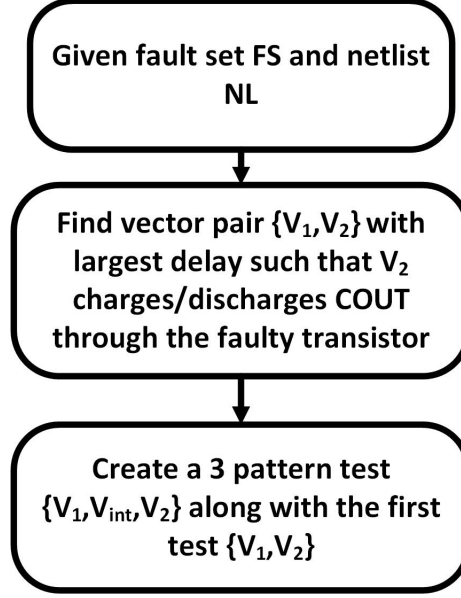 Given fault set FS and netlist
NL
Find vector pair {V₁,V₂} with
largest delay such that V₂
charges/discharges COUT
through the faulty transistor
Create a 3 pattern test
{V₁,Vᵢₙₜ,V₂} along with the first
test {V₁,V₂}